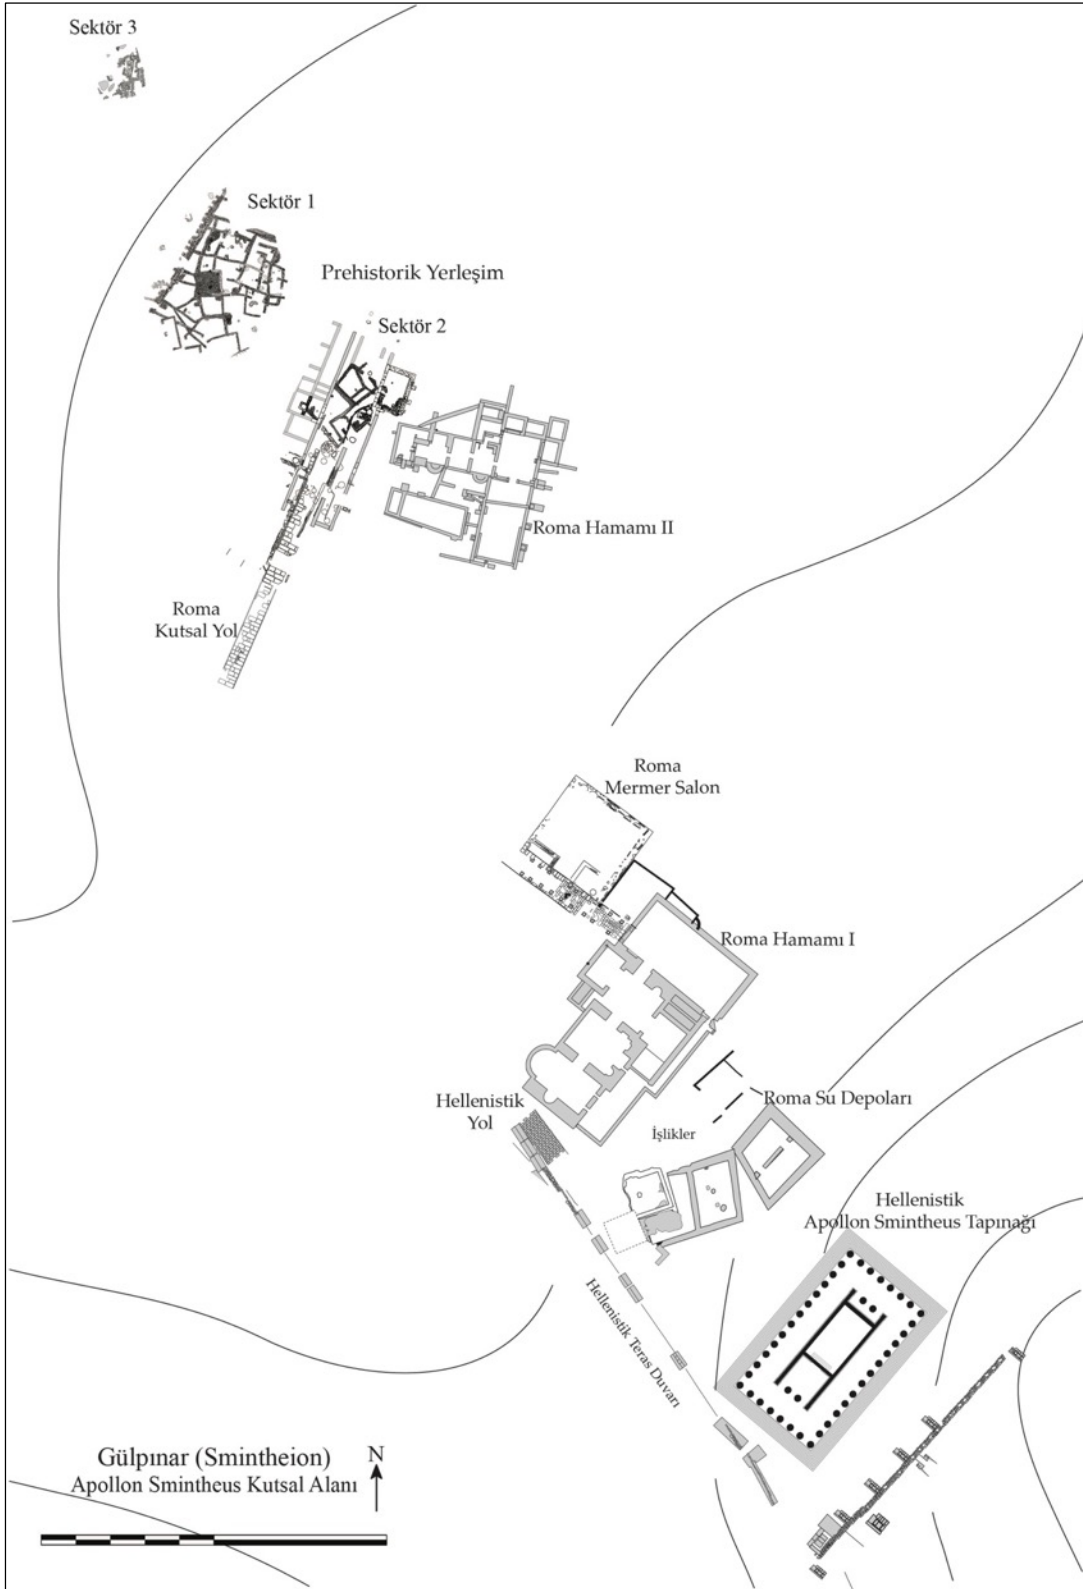 Sektör 3
Sektör 1
Prehistorik Yerleşim
Sektör 2
Roma Hamamı II
Roma
Kutsal Yol
Roma
Mermer Salon
Roma Hamamı I
Hellenistik
Yol
Roma Su Depoları
İşlikler
Hellenistik
Apollon Smintheus Tapınağı
Hellenistik Teras Duvarı
Gülpınar (Smintheion)
Apollon Smintheus Kutsal Alanı
N